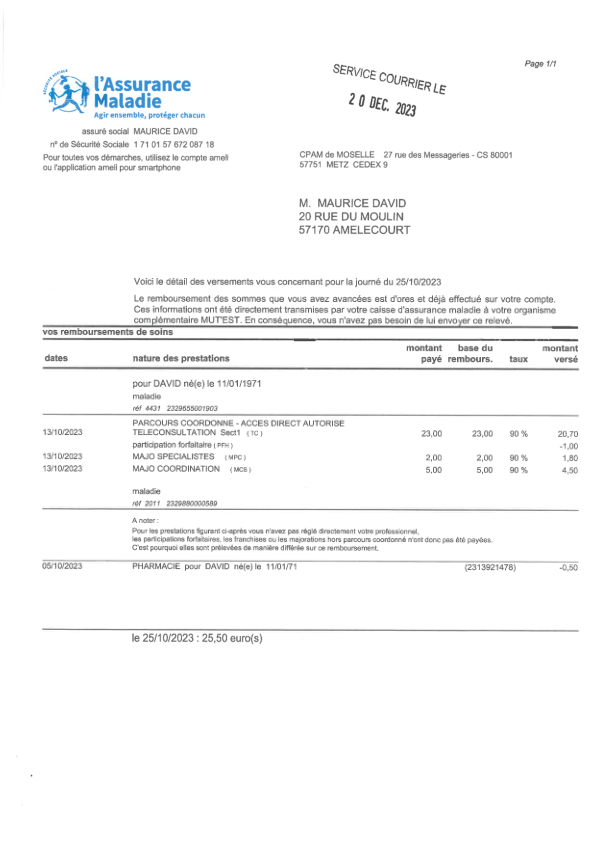 Page 1/1
SERVICE COURRIER LE
20 DEC. 2023
SÉCURITÉ SOCIALE
l'Assurance
Maladie
Agir ensemble, protéger chacun
assuré social MAURICE DAVID
n° de Sécurité Sociale 1 71 01 57 672 087 18
Pour toutes vos démarches, utilisez le compte ameli
ou l'application ameli pour smartphone
CPAM de MOSELLE 27 rue des Messageries - CS 80001
57751 METZ CEDEX 9
M. MAURICE DAVID
20 RUE DU MOULIN
57170 AMELECOURT
Voici le détail des versements vous concernant pour la journée du 25/10/2023
Le remboursement des sommes que vous avez avancées est d'ores et déjà effectué sur votre compte.
Ces informations ont été directement transmises par votre caisse d'assurance maladie à votre organisme
complémentaire MUT'EST. En conséquence, vous n'avez pas besoin de lui envoyer ce relevé.
vos remboursements de soins
dates nature des prestations montant payé base du rembours. taux montant versé
pour DAVID né(e) le 11/01/1971
maladie
réf 4431 2329655001903
PARCOURS COORDONNE - ACCES DIRECT AUTORISE
13/10/2023 TELECONSULTATION Sect1 (TC) 23,00 23,00 90 % 20,70
participation forfaitaire (PFH) -1,00
13/10/2023 MAJO SPECIALISTES (MPC) 2,00 2,00 90 % 1,80
13/10/2023 MAJO COORDINATION (MCS) 5,00 5,00 90 % 4,50
maladie
réf 2011 2329880000589
A noter :
Pour les prestations figurant ci-après vous n'avez pas réglé directement votre professionnel,
les participations forfaitaires, les franchises ou les majorations hors parcours coordonné n'ont donc pas été payées.
C'est pourquoi elles sont prélevées de manière différée sur ce remboursement.
05/10/2023 PHARMACIE pour DAVID né(e) le 11/01/71 (2313921478) -0,50
le 25/10/2023 : 25,50 euro(s)